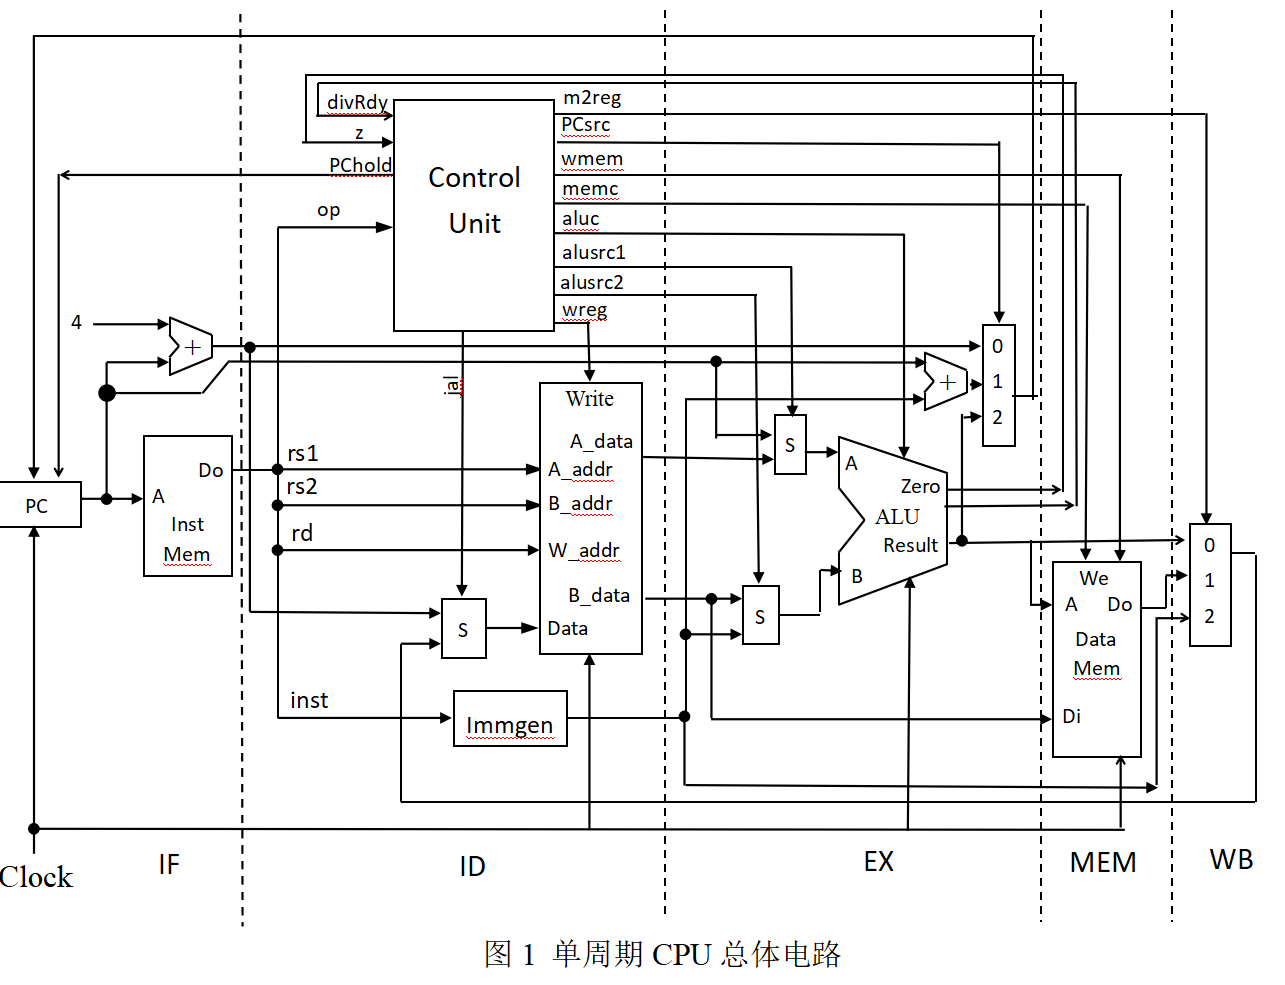 divRdy
z
PChold
op
Control
Unit
m2reg
PCsrc
wmem
memc
aluc
alusrc1
alusrc2
wreg
4
+
jal
Write
A_data
A_addr
B_addr
W_addr
B_data
Data
rs1
rs2
rd
inst
Do
A
Inst
Mem
PC
S
Immgen
S
S
+
0
1
2
A
Zero
ALU
Result
B
We
A Do
Data
Mem
Di
0
1
2
Clock
IF
ID
EX
MEM
WB
图 1 单周期 CPU 总体电路